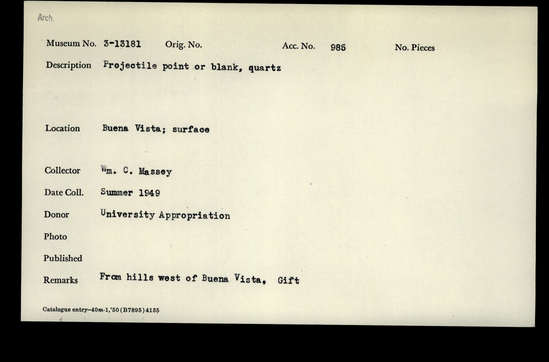 Arch.
Museum No. 3-13181 Orig. No. Acc. No. 985 No. Pieces
Description Projectile point or blank, quartz
Location Buena Vista; surface
Collector Wm. C. Massey
Date Coll. Summer 1949
Donor University Appropriation
Photo
Published
Remarks From hills west of Buena Vista. Gift
Catalogue entry—40m-1,'50 (B7895) 4135